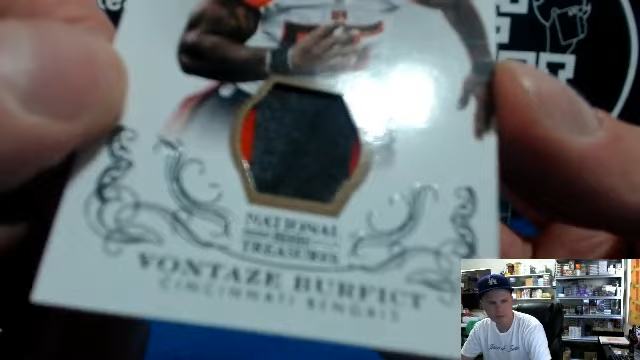 NATIONAL
TREASURES
VONTAZE BURFICT
CINCINNATI BENGALS